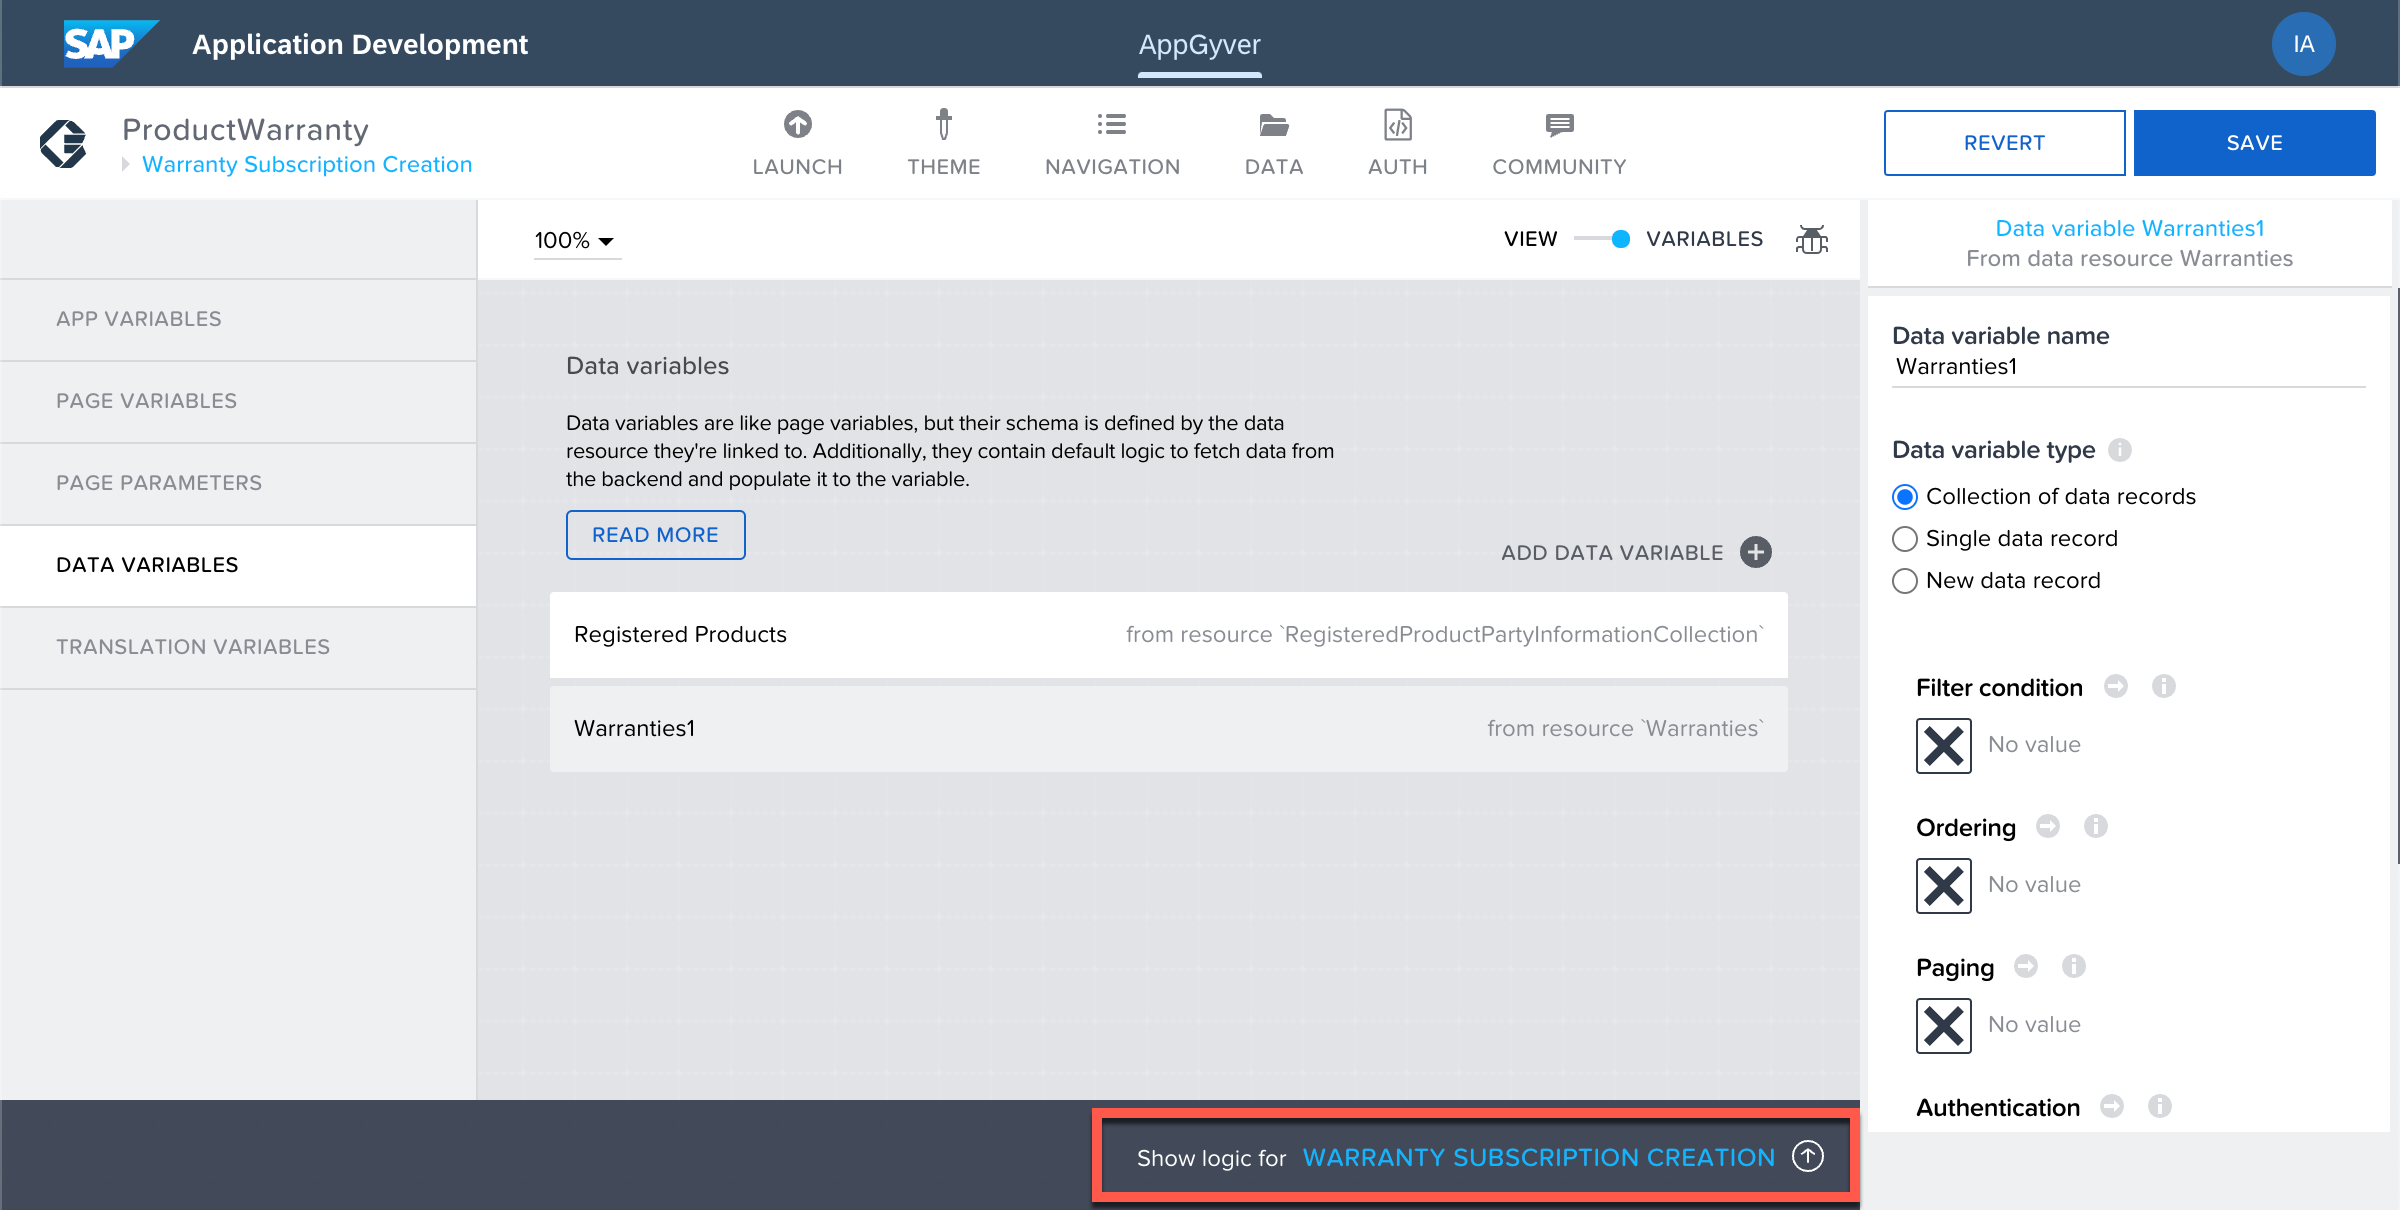 SAP Application Development
AppGyver
IA
ProductWarranty
Warranty Subscription Creation
LAUNCH
THEME
NAVIGATION
DATA
AUTH
COMMUNITY
REVERT
SAVE
100%
VIEW
VARIABLES
APP VARIABLES
PAGE VARIABLES
PAGE PARAMETERS
DATA VARIABLES
TRANSLATION VARIABLES
Data variables
Data variables are like page variables, but their schema is defined by the data
resource they're linked to. Additionally, they contain default logic to fetch data from
the backend and populate it to the variable.
READ MORE
ADD DATA VARIABLE
Registered Products from resource `RegisteredProductPartyInformationCollection`
Warranties1 from resource `Warranties`
Show logic for WARRANTY SUBSCRIPTION CREATION
Data variable Warranties1
From data resource Warranties
Data variable name
Warranties1
Data variable type
Collection of data records
Single data record
New data record
Filter condition
No value
Ordering
No value
Paging
No value
Authentication